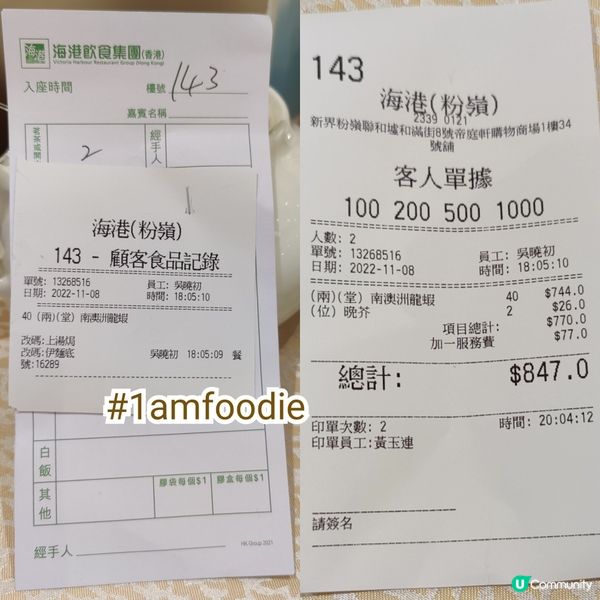 海港飲食集團(香港)
Victoria Harbour Restaurant Group (Hong Kong)
入座時間 檯號 143
嘉賓名稱
2
經手人
海港(粉嶺)
143 - 顧客食品記錄
單號: 13268516 員工: 吳曉初
日期: 2022-11-08 時間: 18:05:10
40 (兩)(堂) 南澳洲龍蝦
改碼:上湯焗
改碼:伊麵底 吳曉初 18:05:09 餐
號:16289
#1amfoodie
白飯
其他
膠袋每個$1 膠盒每個$1
經手人
HK Group 2021
143
海港(粉嶺)
2339 0121
新界粉嶺聯和墟和滿街8號帝庭軒購物商場1樓34
號舖
客人單據
100 200 500 1000
人數: 2
單號: 13268516 員工: 吳曉初
日期: 2022-11-08 時間: 18:05:10
(兩)(堂) 南澳洲龍蝦 40 $744.0
(位) 晚芥 2 $26.0
項目總計: $770.0
加一服務費 $77.0
總計: $847.0
印單次數: 2 時間: 20:04:12
印單員工:黃玉連
請簽名
U Community